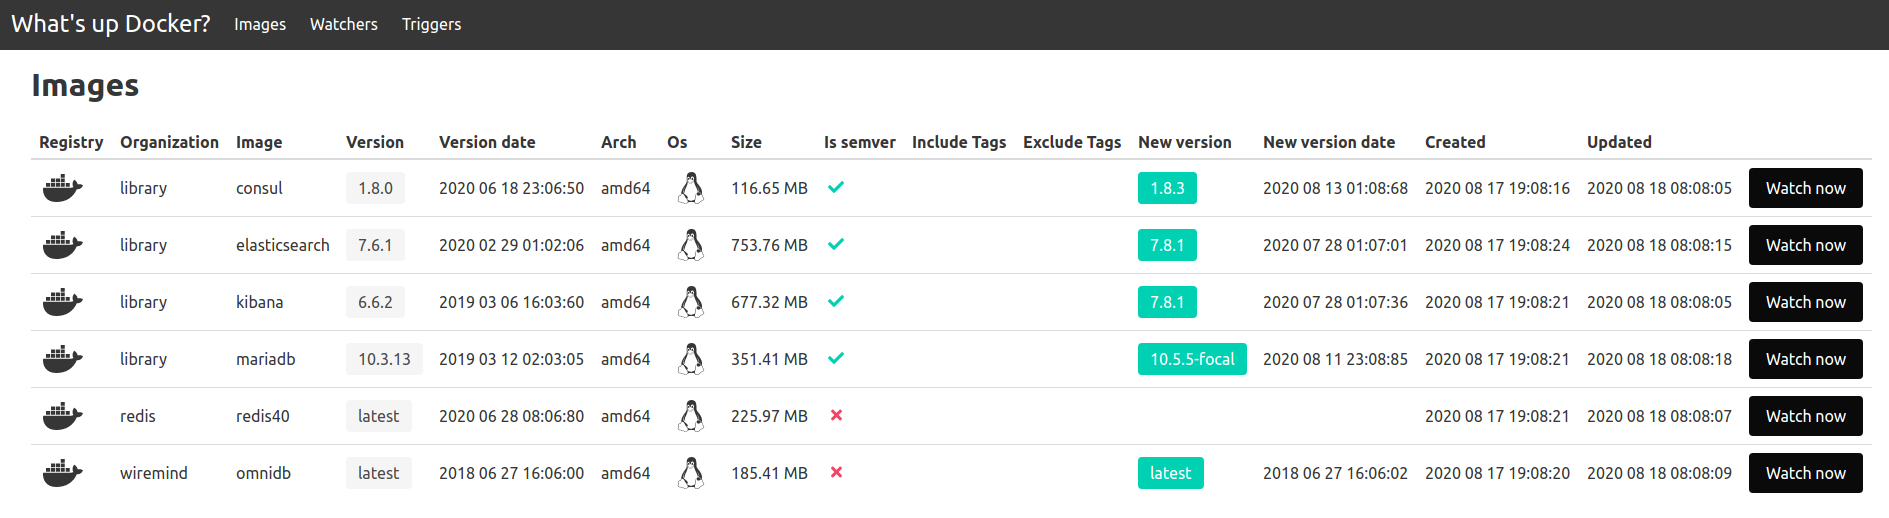 What's up Docker? Images Watchers Triggers
Images
Registry Organization Image Version Version date Arch Os Size Is semver Include Tags Exclude Tags New version New version date Created Updated
library consul 1.8.0 2020 06 18 23:06:50 amd64 116.65 MB 1.8.3 2020 08 13 01:08:68 2020 08 17 19:08:16 2020 08 18 08:08:05 Watch now
library elasticsearch 7.6.1 2020 02 29 01:02:06 amd64 753.76 MB 7.8.1 2020 07 28 01:07:01 2020 08 17 19:08:24 2020 08 18 08:08:15 Watch now
library kibana 6.6.2 2019 03 06 16:03:60 amd64 677.32 MB 7.8.1 2020 07 28 01:07:36 2020 08 17 19:08:21 2020 08 18 08:08:05 Watch now
library mariadb 10.3.13 2019 03 12 02:03:05 amd64 351.41 MB 10.5.5-focal 2020 08 11 23:08:85 2020 08 17 19:08:21 2020 08 18 08:08:18 Watch now
redis redis40 latest 2020 06 28 08:06:80 amd64 225.97 MB 2020 08 17 19:08:21 2020 08 18 08:08:07 Watch now
wiremind omnidb latest 2018 06 27 16:06:00 amd64 185.41 MB latest 2018 06 27 16:06:02 2020 08 17 19:08:20 2020 08 18 08:08:09 Watch now